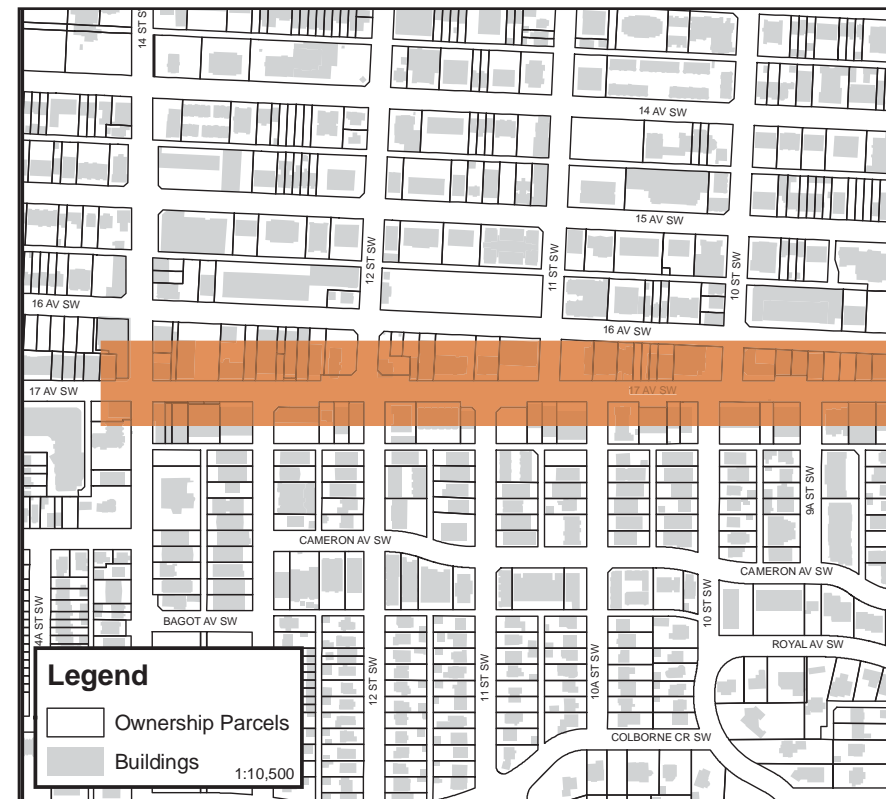 14 ST S
14 AV SW
15 AV SW
12 ST SW
11 ST SW
10 ST SW
16 AV SW
16 AV SW
17 AV SW
17 AV SW
9A ST SW
CAMERON AV SW
CAMERON AV SW
4A ST SW
BAGOT AV SW
10 ST SW
ROYAL AV SW
12 ST SW
11 ST SW
10A ST SW
COLBORNE CR SW
Legend
Ownership Parcels
Buildings
1:10,500